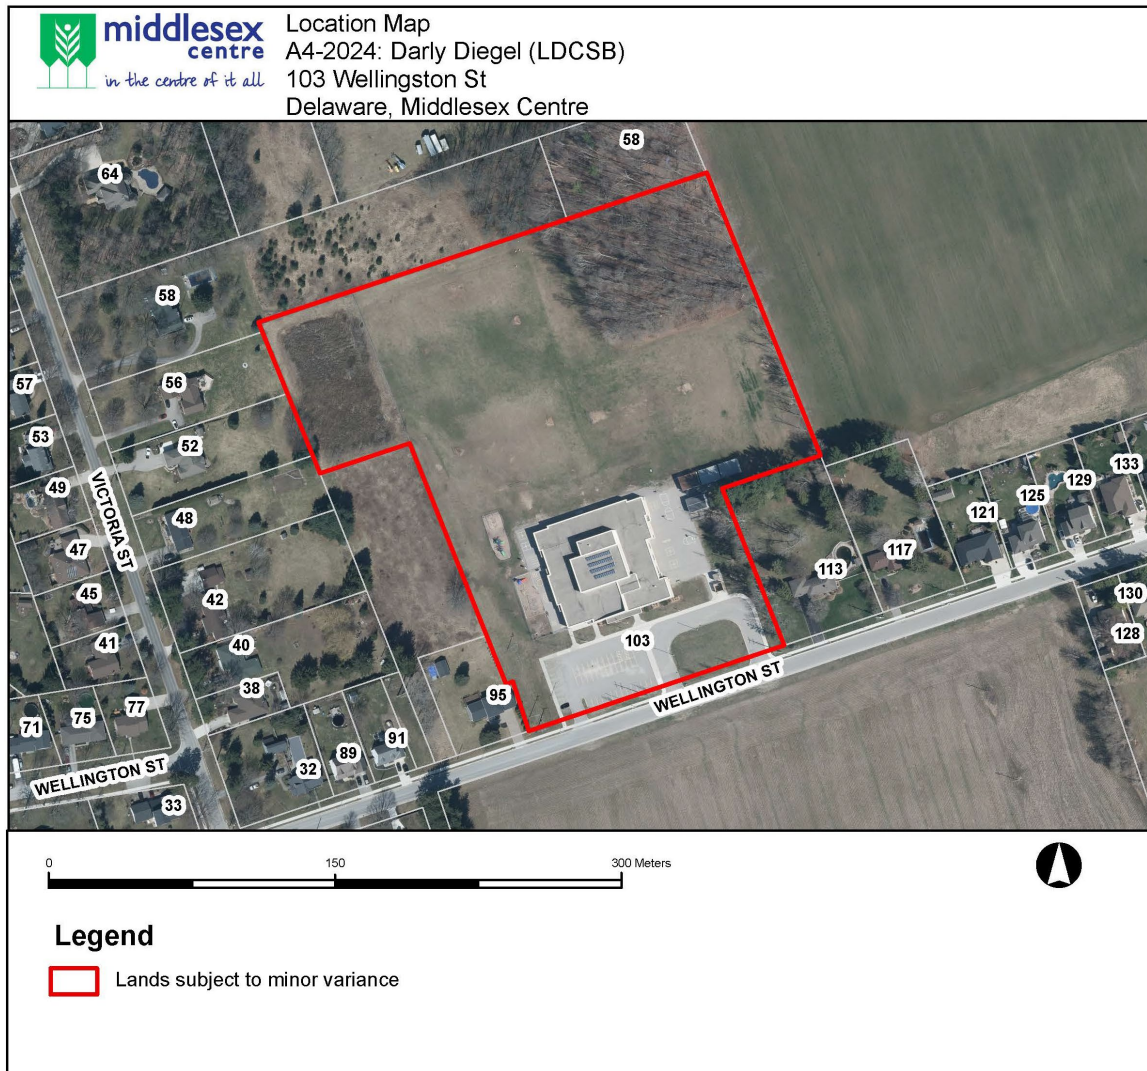 middlesex
centre
in the centre of it all
Location Map
A4-2024: Darly Diegel (LDCSB)
103 Wellingston St
Delaware, Middlesex Centre
58
64
58
57
56
53
52
49
VICTORIA ST
48
47
45
42
41
40
38
77
75
71
WELLINGTON ST
33
32
89
91
95
103
WELLINGTON ST
113
117
121
125
129
133
130
128
0
150
300 Meters
Legend
Lands subject to minor variance